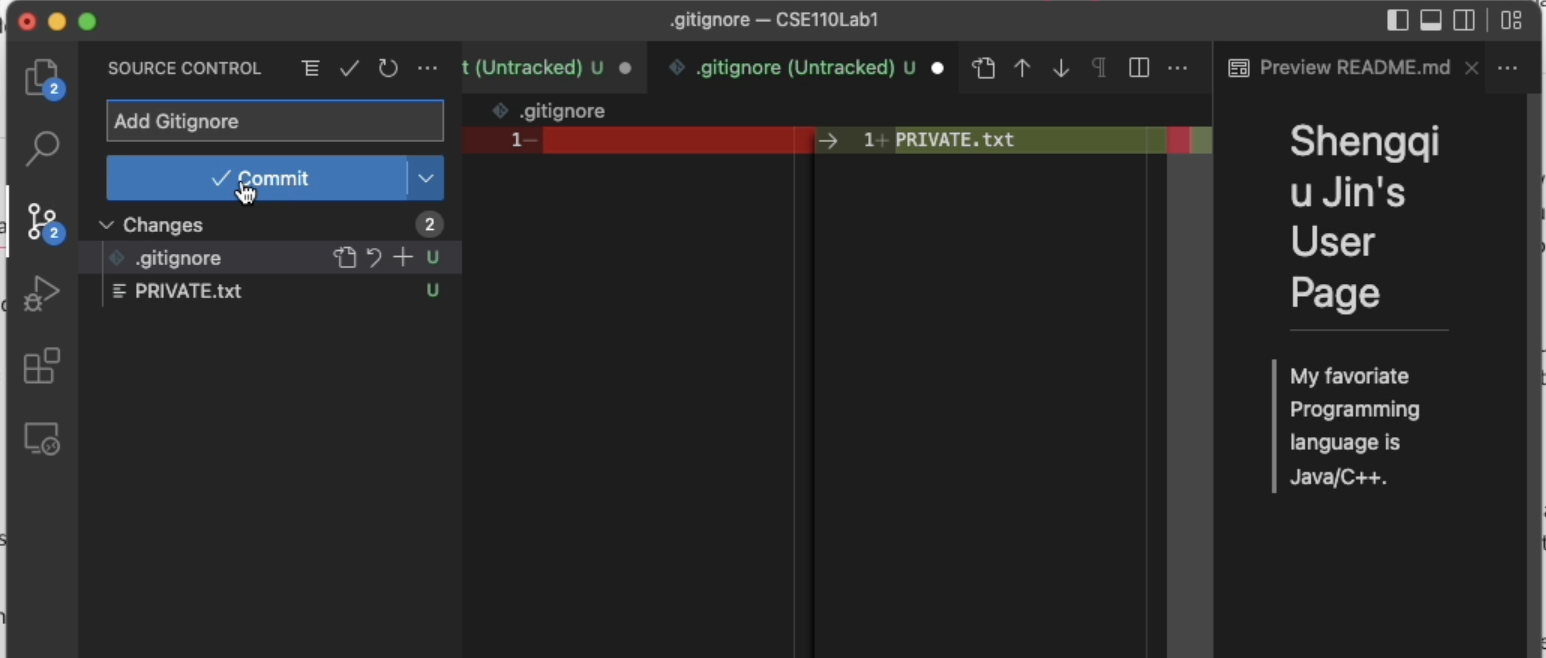 .gitignore — CSE110Lab1
SOURCE CONTROL
t (Untracked) U
.gitignore (Untracked) U
Preview README.md
2
Add Gitignore
.gitignore
1− → 1+ PRIVATE.txt
Commit
2
Changes 2
.gitignore U
PRIVATE.txt U
Shengqi
u Jin's
User
Page
My favoriate
Programming
language is
Java/C++.